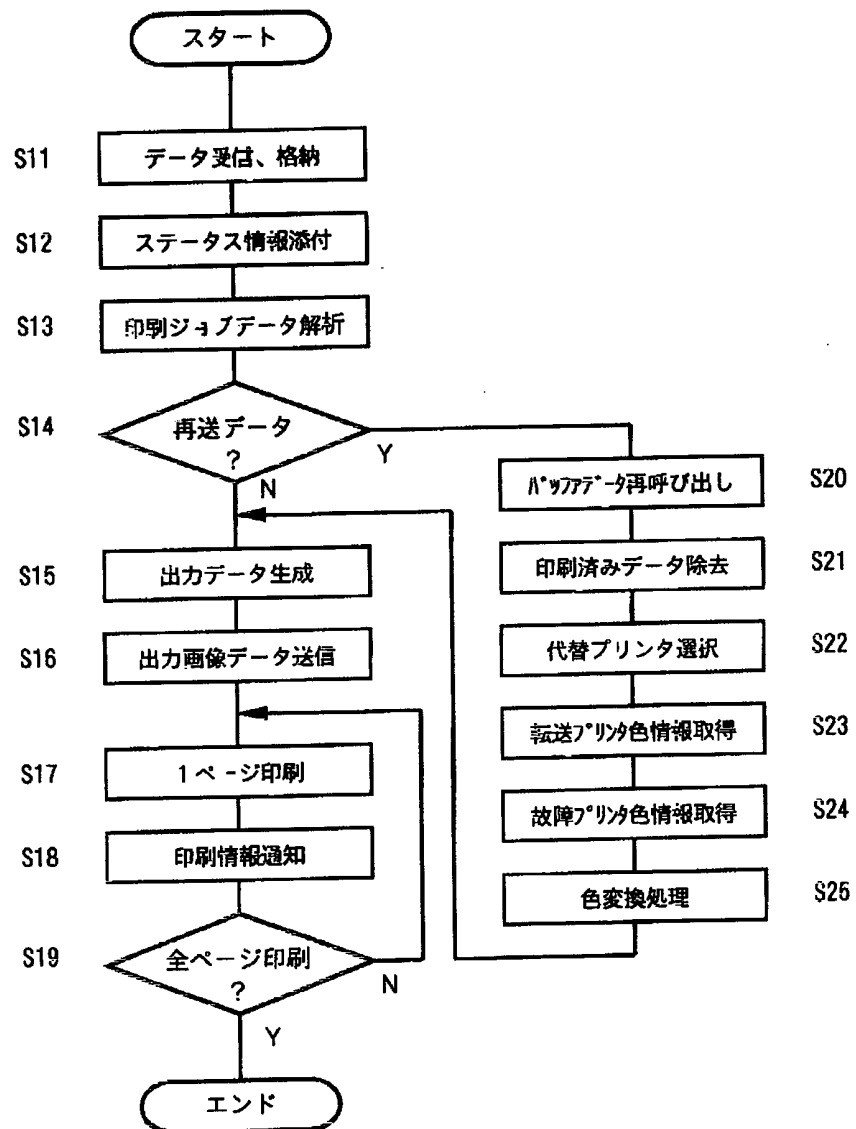 スタート
S11
データ受信、格納
S12
ステータス情報添付
S13
印刷ジョブデータ解析
S14
再送データ
?
Y
N
S15
出力データ生成
S16
出力画像データ送信
S17
1ページ印刷
S18
印刷情報通知
S19
全ページ印刷
?
N
Y
エンド
バッファデータ再呼び出し
S20
印刷済みデータ除去
S21
代替プリンタ選択
S22
転送プリンタ色情報取得
S23
故障プリンタ色情報取得
S24
色変換処理
S25